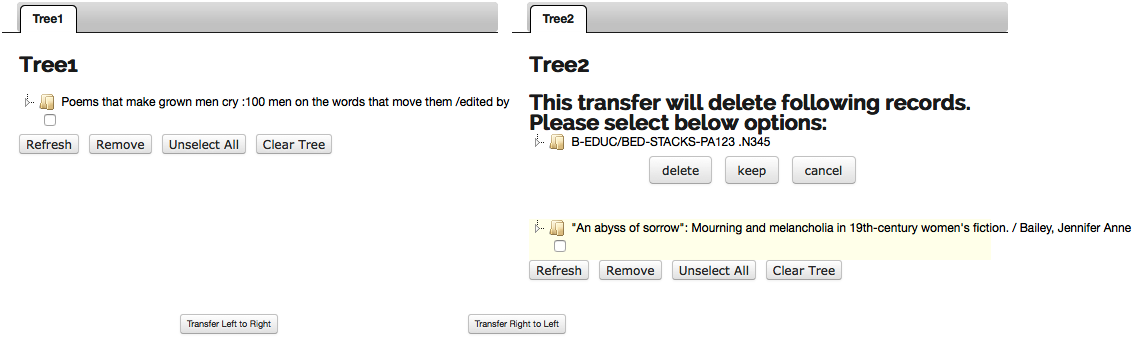 Tree1
Tree1
Poems that make grown men cry :100 men on the words that move them /edited by
Refresh Remove Unselect All Clear Tree
Tree2
Tree2
This transfer will delete following records.
Please select below options:
B-EDUC/BED-STACKS-PA123 .N345
delete keep cancel
"An abyss of sorrow": Mourning and melancholia in 19th-century women's fiction. / Bailey, Jennifer Anne
Refresh Remove Unselect All Clear Tree
Transfer Left to Right Transfer Right to Left